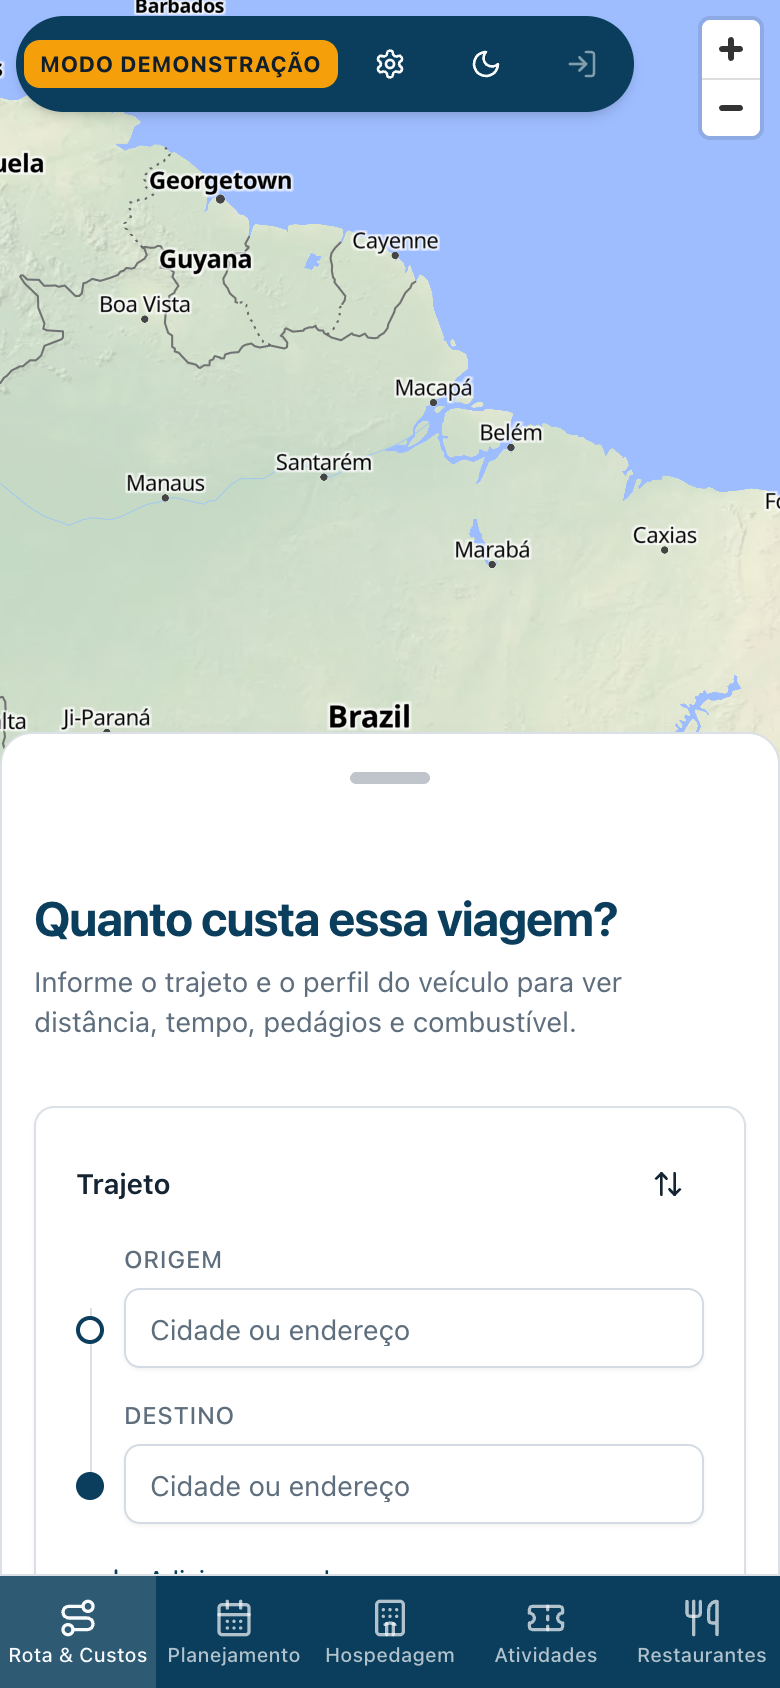 Barbados
MODO DEMONSTRAÇÃO
uela
Georgetown
Cayenne
Guyana
Boa Vista
Macapá
Belém
Santarém
Manaus
Fo
Caxias
Marabá
Brazil
lta
Ji-Paraná
Quanto custa essa viagem?
Informe o trajeto e o perfil do veículo para ver
distância, tempo, pedágios e combustível.
Trajeto
ORIGEM
Cidade ou endereço
DESTINO
Cidade ou endereço
Rota & Custos
Planejamento
Hospedagem
Atividades
Restaurantes